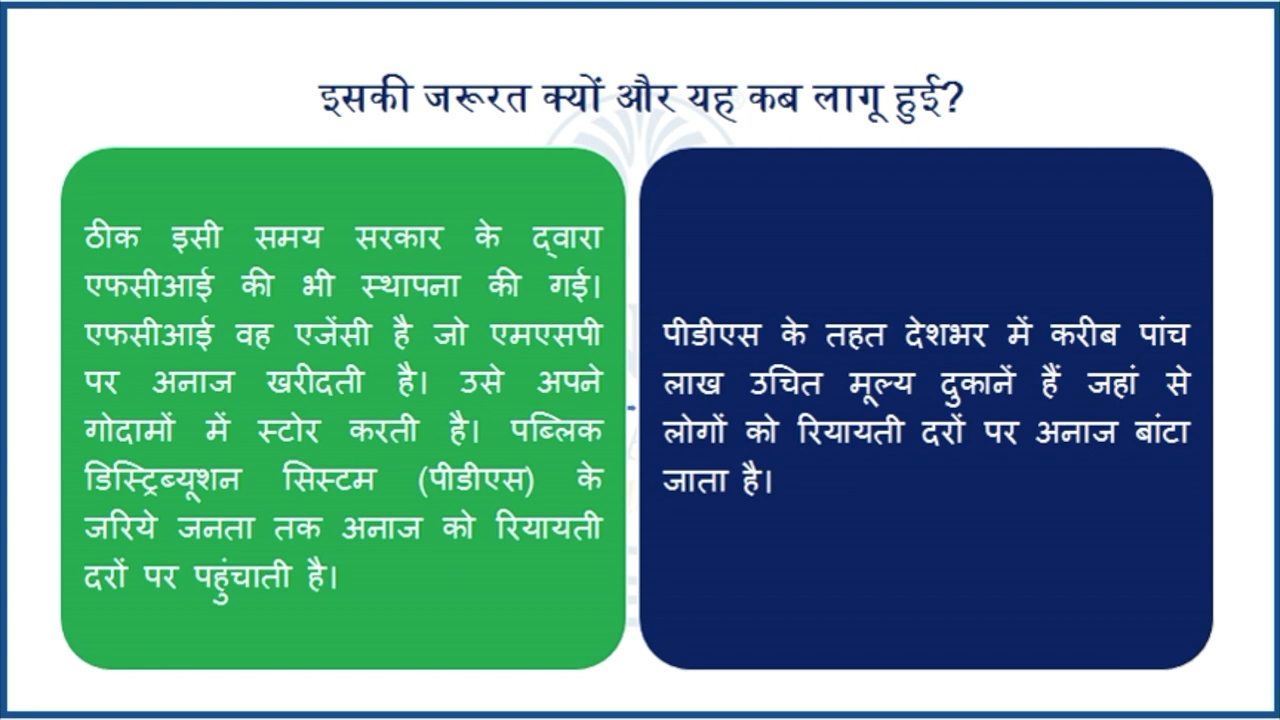 इसकी जरूरत क्यों और यह कब लागू हुई?
ठीक इसी समय सरकार के द्वारा
एफसीआई की भी स्थापना की गई।
एफसीआई वह एजेंसी है जो एमएसपी
पर अनाज खरीदती है। उसे अपने
गोदामों में स्टोर करती है। पब्लिक
डिस्ट्रिब्यूशन सिस्टम (पीडीएस) के
जरिये जनता तक अनाज को रियायती
दरों पर पहुंचाती है।
पीडीएस के तहत देशभर में करीब पांच
लाख उचित मूल्य दुकानें हैं जहां से
लोगों को रियायती दरों पर अनाज बांटा
जाता है।